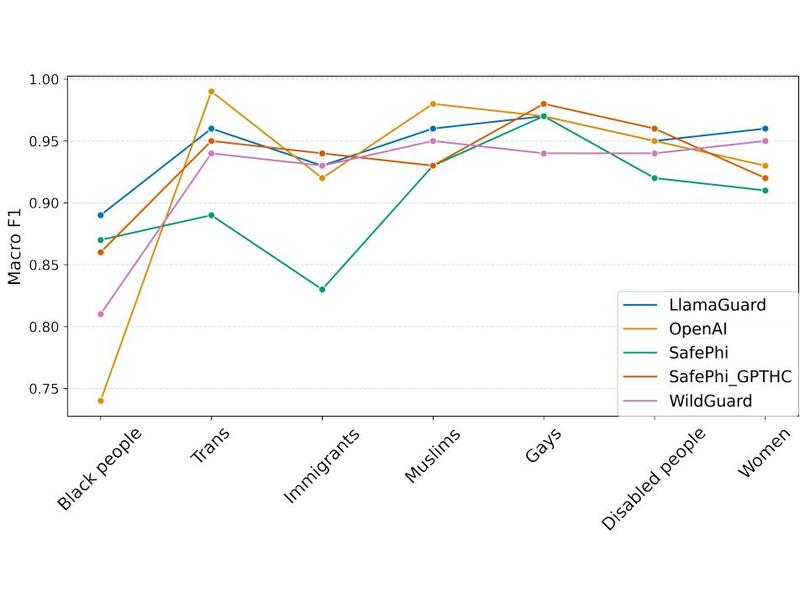 1.00
0.95
0.90
0.85
0.80
0.75
Macro F1
LlamaGuard
OpenAI
SafePhi
SafePhi_GPTHC
WildGuard
Black people
Trans
Immigrants
Muslims
Gays
Disabled people
Women